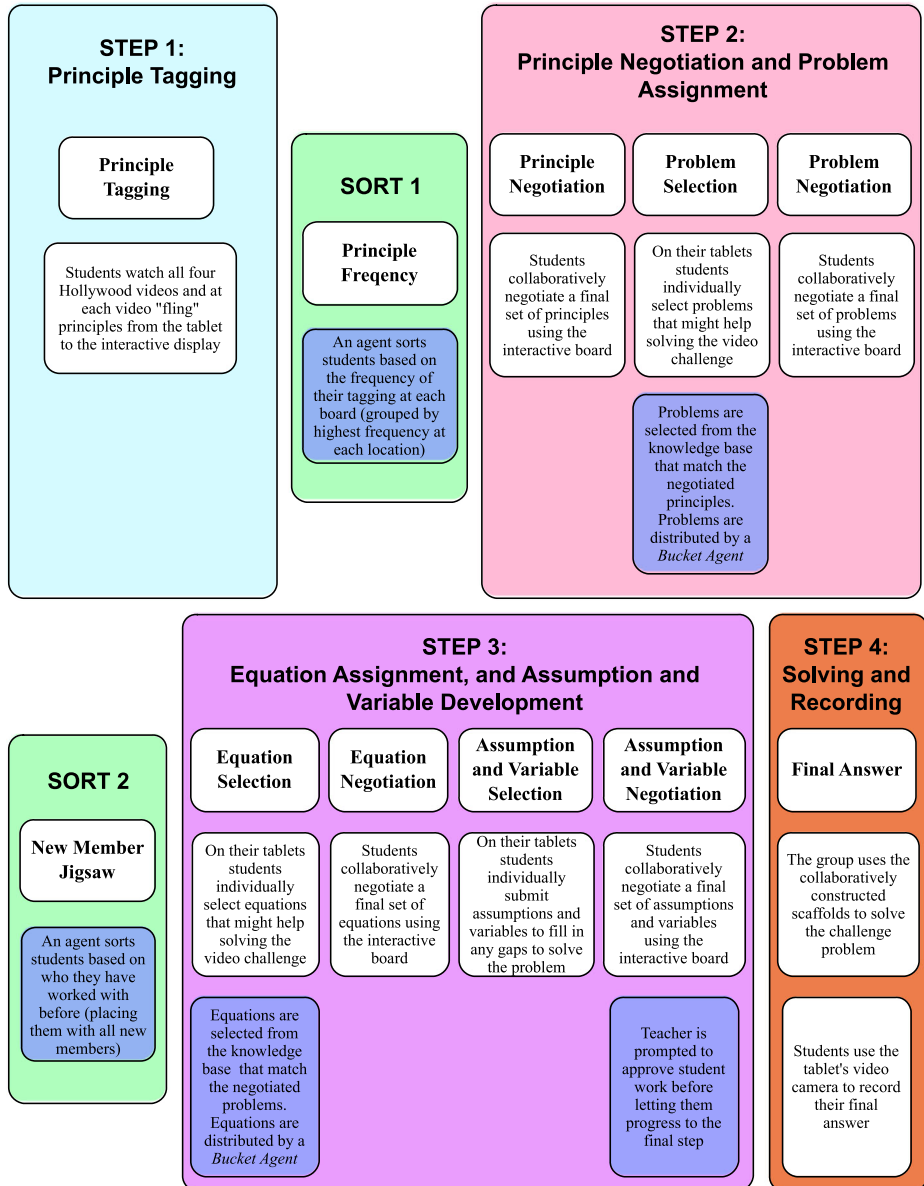 STEP 1:
Principle Tagging
Principle
Tagging
Students watch all four
Hollywood videos and at
each video "fling"
principles from the tablet
to the interactive display
SORT 1
Principle
Freqency
An agent sorts
students based on
the frequency of
their tagging at each
board (grouped by
highest frequency at
each location)
STEP 2:
Principle Negotiation and Problem
Assignment
Principle
Negotiation
Students
collaboratively
negotiate a final
set of principles
using the
interactive board
Problem
Selection
On their tablets
students
individually
select problems
that might help
solving the video
challenge
Problems are
selected from the
knowledge base
that match the
negotiated
principles.
Problems are
distributed by a
Bucket Agent
Problem
Negotiation
Students
collaboratively
negotiate a final
set of problems
using the
interactive board
SORT 2
New Member
Jigsaw
An agent sorts
students based on
who they have
worked with
before (placing
them with all new
members)
STEP 3:
Equation Assignment, and Assumption and
Variable Development
Equation
Selection
On their tablets
students
individually
select equations
that might help
solving the
video challenge
Equations are
selected from
the knowledge
base that match
the negotiated
problems.
Equations are
distributed by a
Bucket Agent
Equation
Negotiation
Students
collaboratively
negotiate a
final set of
equations using
the interactive
board
Assumption
and Variable
Selection
On their tablets
students
individually
submit
assumptions and
variables to fill in
any gaps to solve
the problem
Assumption
and Variable
Negotiation
Students
collaboratively
negotiate a final
set of assumptions
and variables
using the
interactive board
Teacher is
prompted to
approve student
work before
letting them
progress to the
final step
STEP 4:
Solving and
Recording
Final Answer
The group uses the
collaboratively
constructed
scaffolds to solve
the challenge
problem
Students use the
tablet's video
camera to record
their final
answer